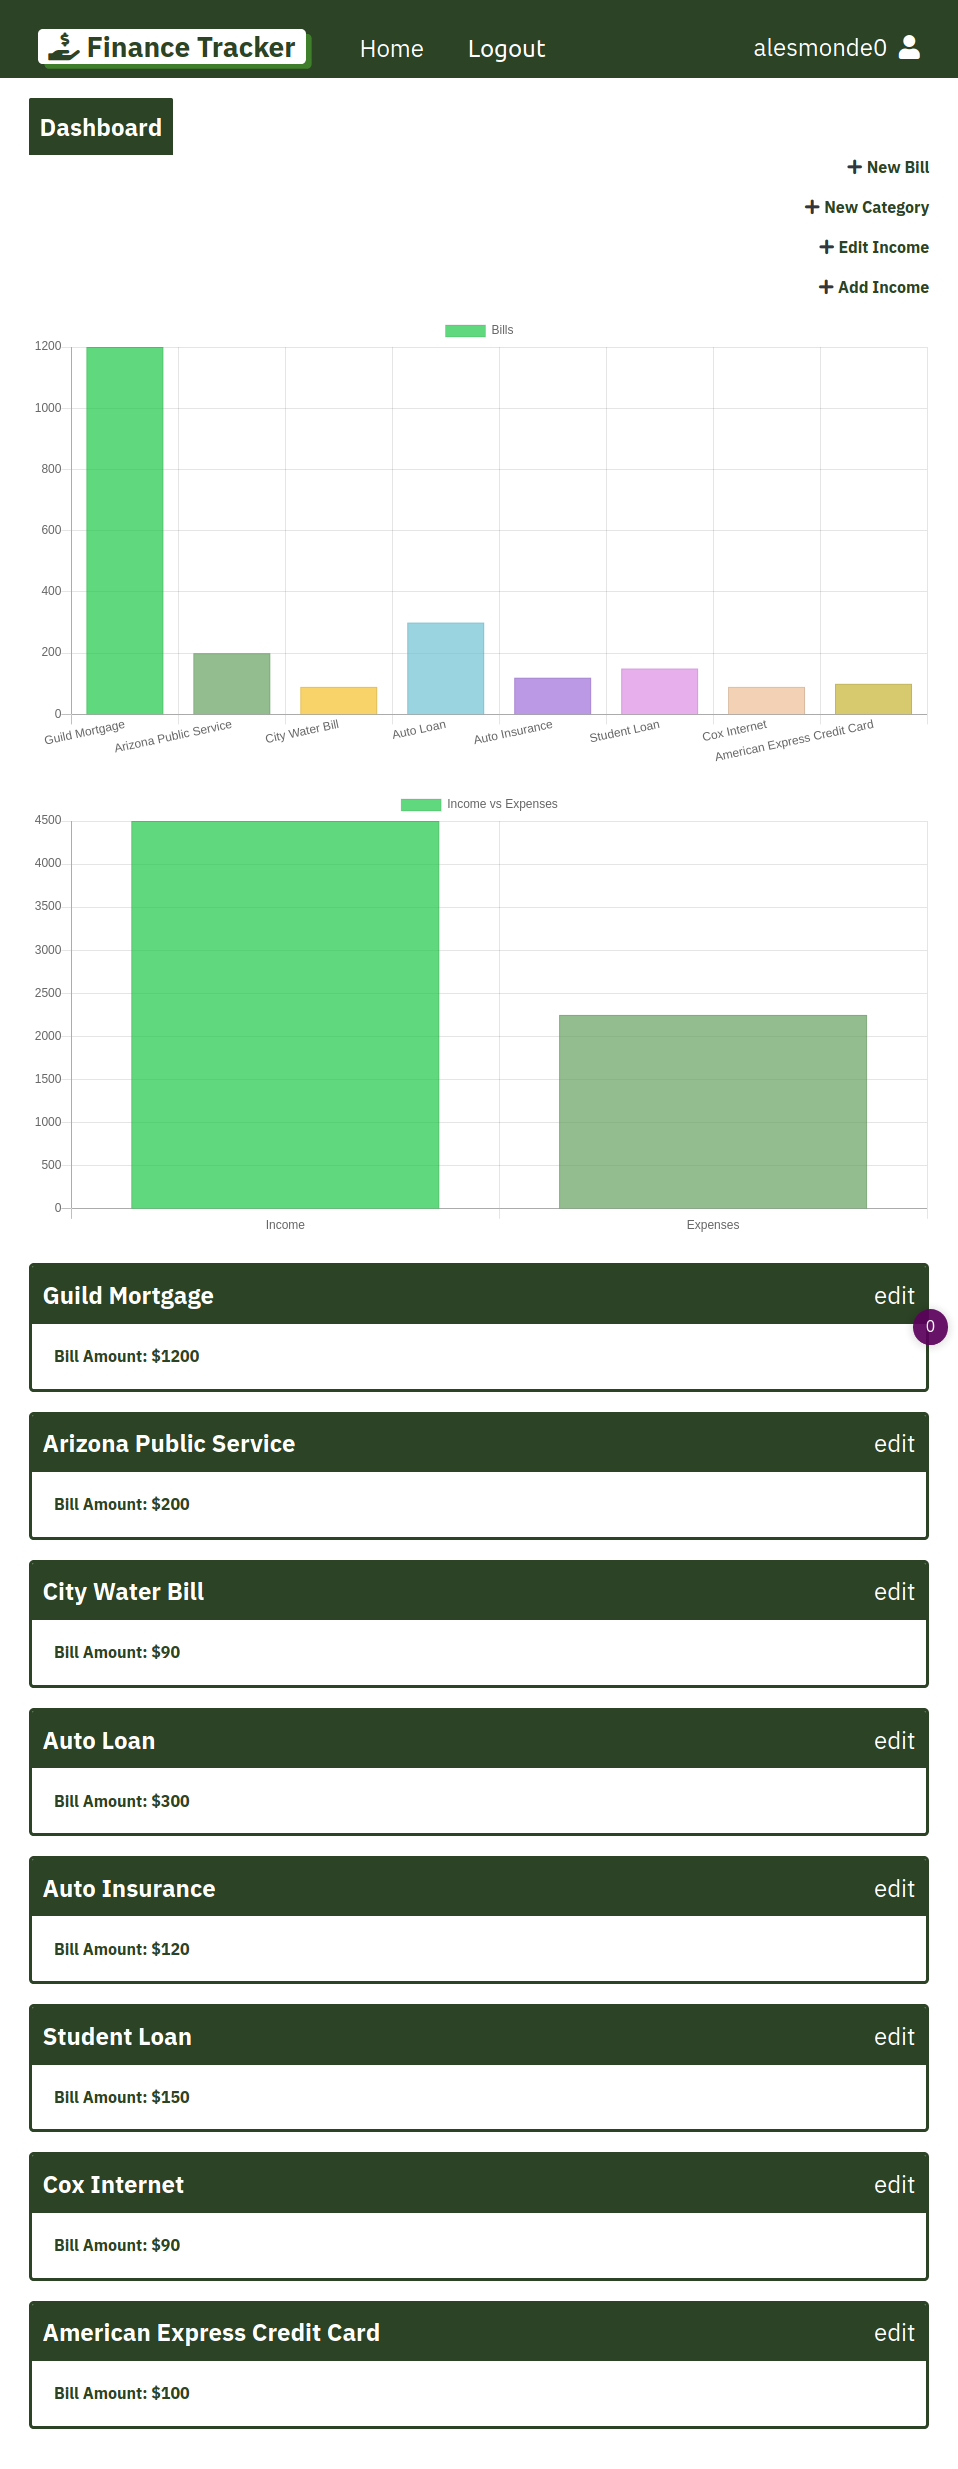 Finance Tracker
Home
Logout
alesmonde0
Dashboard
New Bill
New Category
Edit Income
Add Income
Bills
1200
1000
800
600
400
200
0
Guild Mortgage
Arizona Public Service
City Water Bill
Auto Loan
Auto Insurance
Student Loan
Cox Internet
American Express Credit Card
Income vs Expenses
4500
4000
3500
3000
2500
2000
1500
1000
500
0
Income
Expenses
Guild Mortgage
edit
0
Bill Amount: $1200
Arizona Public Service
edit
Bill Amount: $200
City Water Bill
edit
Bill Amount: $90
Auto Loan
edit
Bill Amount: $300
Auto Insurance
edit
Bill Amount: $120
Student Loan
edit
Bill Amount: $150
Cox Internet
edit
Bill Amount: $90
American Express Credit Card
edit
Bill Amount: $100